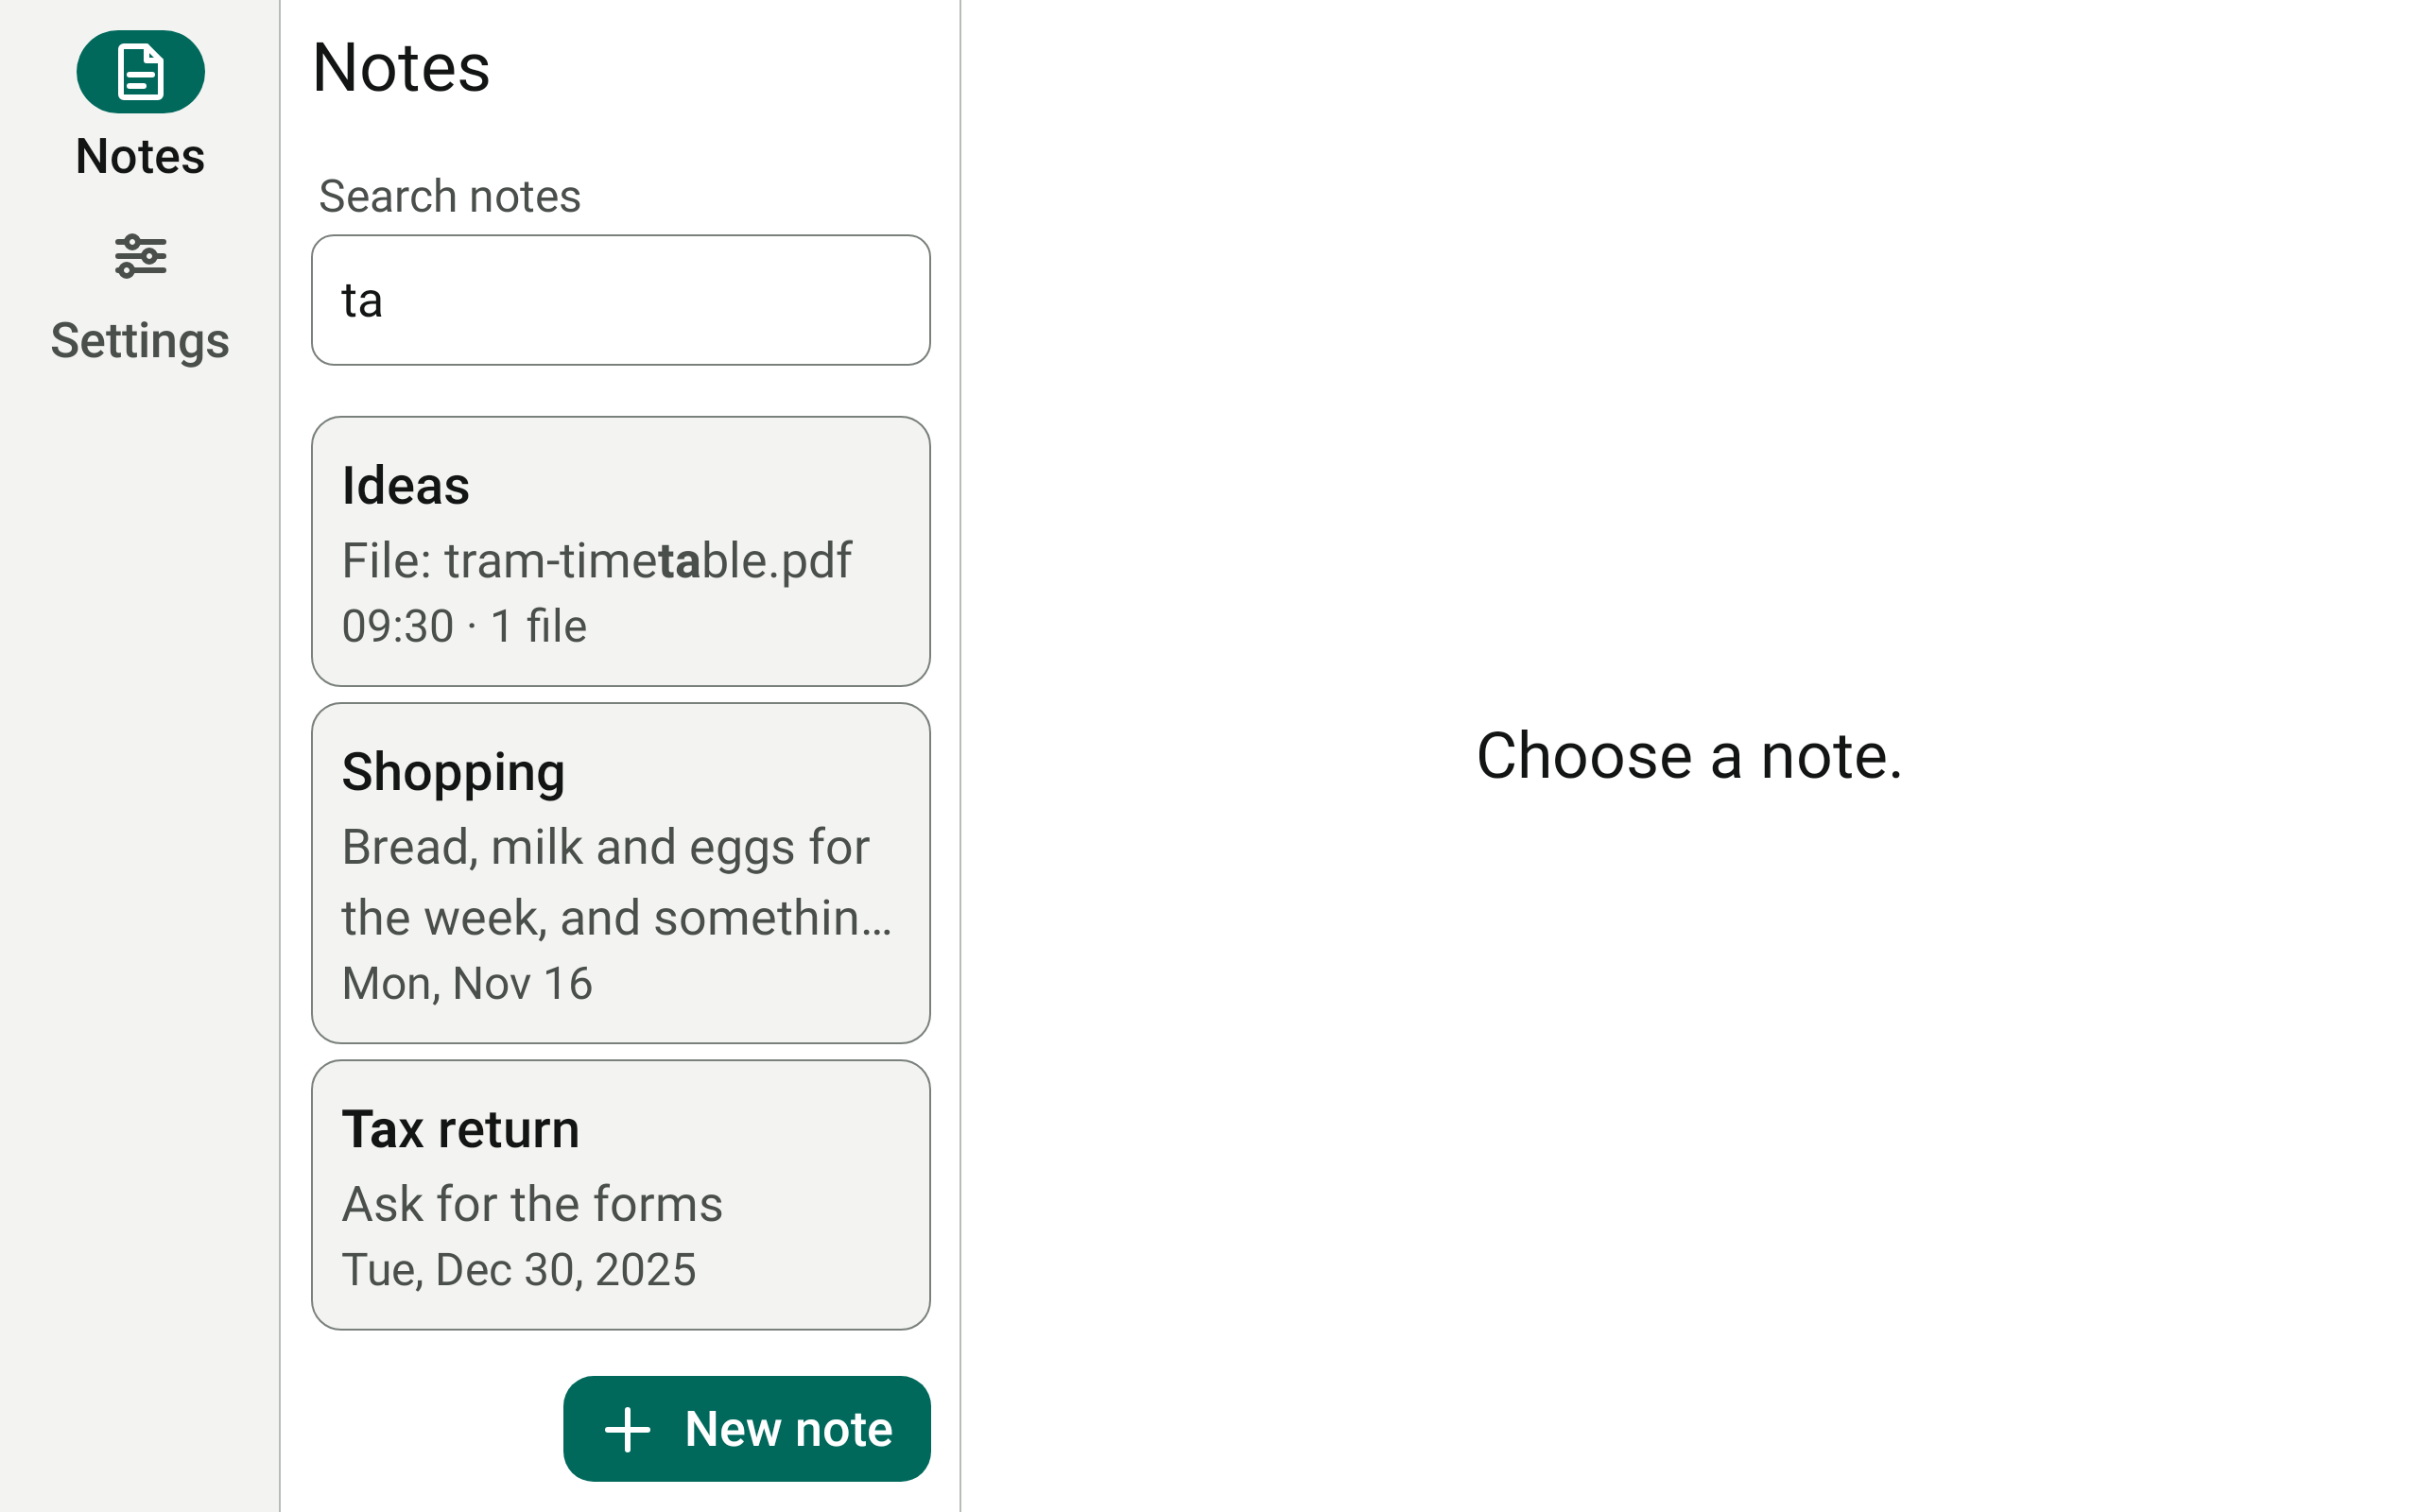 Notes
Settings
Notes
Search notes
ta
Ideas
File: tram-timetable.pdf
09:30 · 1 file
Shopping
Bread, milk and eggs for
the week, and somethin...
Mon, Nov 16
Tax return
Ask for the forms
Tue, Dec 30, 2025
New note
Choose a note.